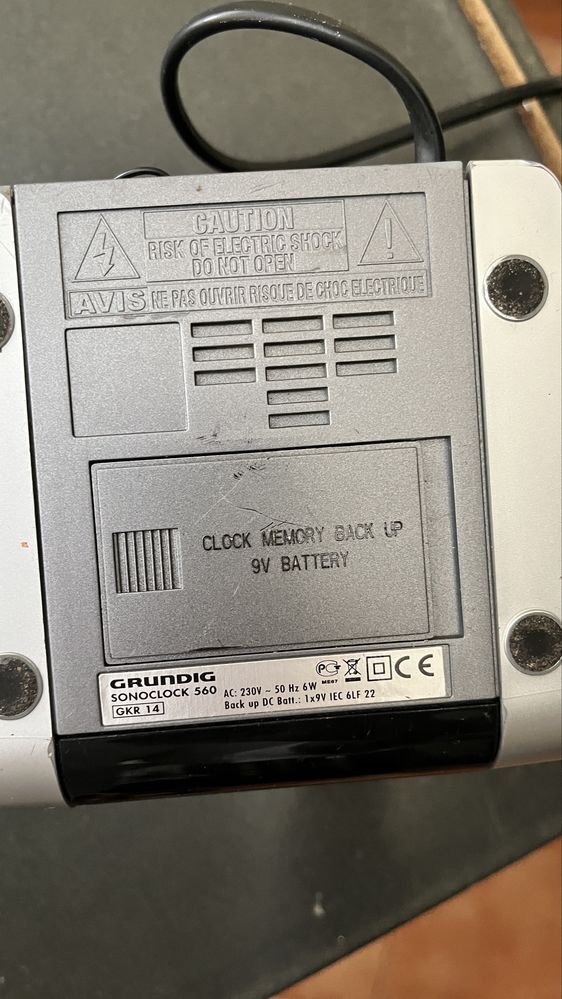 CAUTION
RISK OF ELECTRIC SHOCK
DO NOT OPEN
AVIS NE PAS OUVRIR RISQUE DE CHOC ELECTRIQUE
CLOCK MEMORY BACK UP
9V BATTERY
GRUNDIG
SONOCLOCK 560
GKR 14
AC: 230V ~ 50 Hz 6W
Back up DC Batt.: 1x9V IEC 6LF 22
ME67
CE